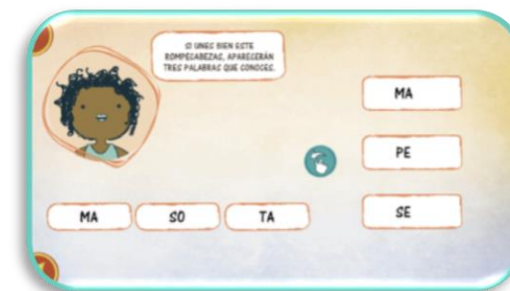 SI UNES BIEN ESTE
ROMPECABEZAS, APARECERÁN
TRES PALABRAS QUE CONOCES.
MA
PE
SE
MA SO TA